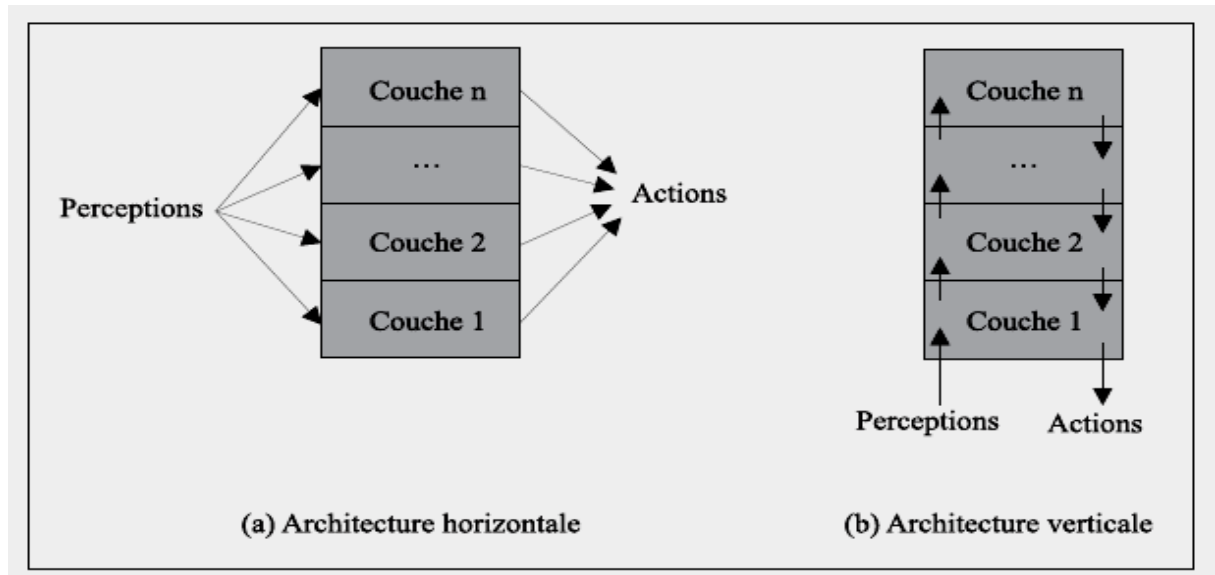 Couche n
...
Couche 2
Couche 1
Perceptions
Actions
(a) Architecture horizontale
Couche n
...
Couche 2
Couche 1
Perceptions
Actions
(b) Architecture verticale